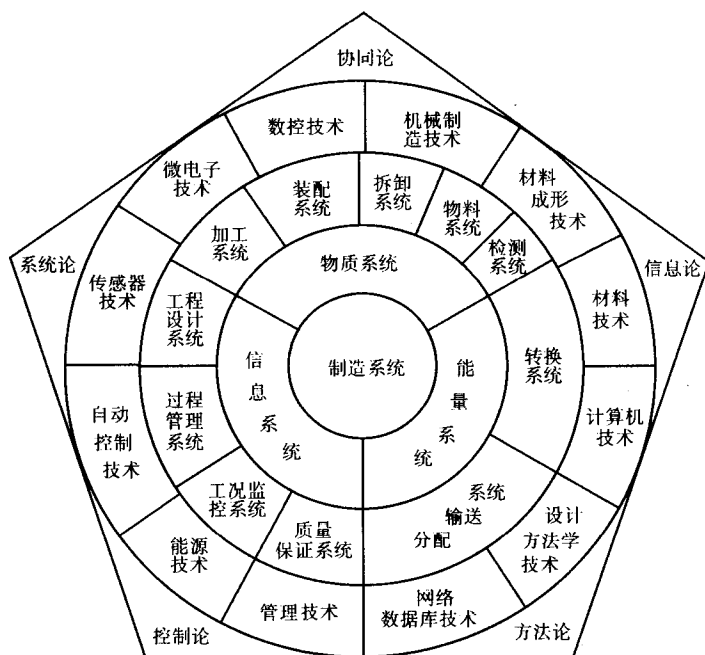 协同论
数控技术
机械制
造技术
微电子
技术
材料
成形
技术
装配
系统
拆卸
系统
物料
系统
加工
系统
检测
系统
物质系统
系统论
信息论
传感器
技术
工程
设计系统
材料
技术
信息系统
制造系统
能量系统
转换
系统
过程
管理
系统
自动
控制
技术
计算机
技术
工况监
控系统
系统
输送
分配
质量
保证系统
设计
方法学
技术
能源
技术
管理技术
网络
数据库技术
控制论
方法论